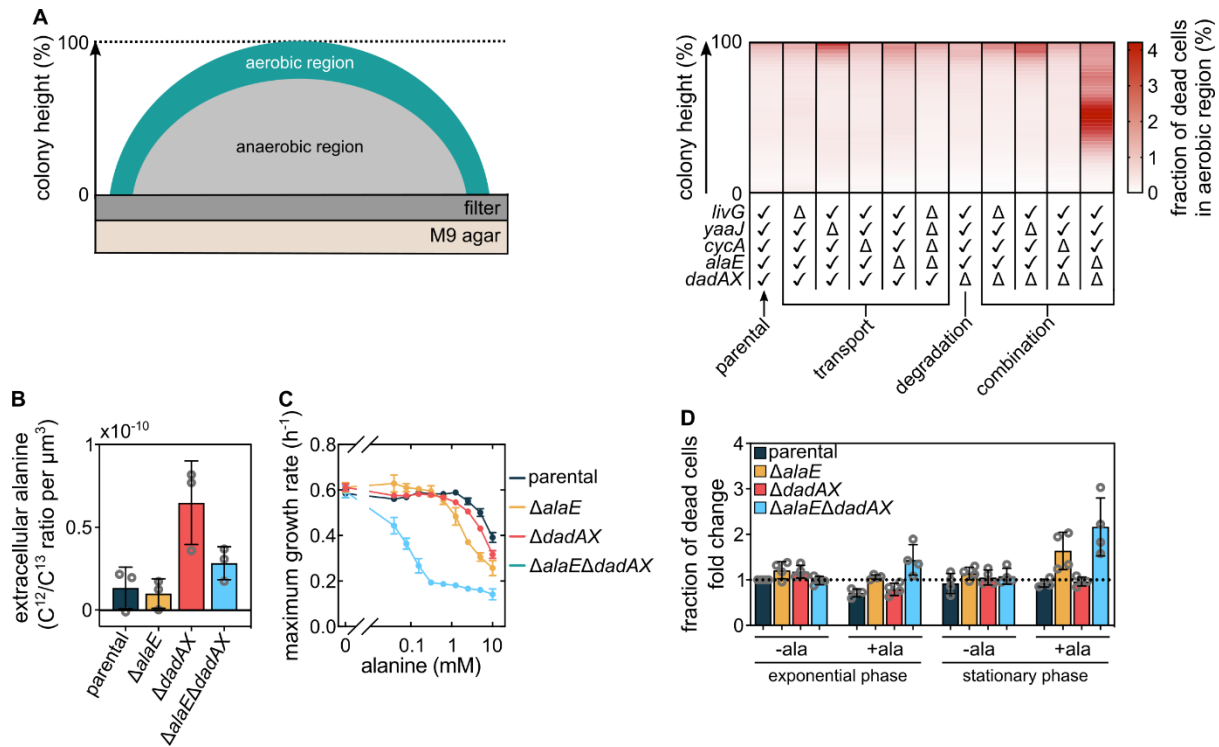 A
colony height (%)
100
0
aerobic region
anaerobic region
filter
M9 agar
colony height (%)
100
0
4
3
2
1
0
fraction of dead cells
in aerobic region (%)
livG ✓ Δ ✓ ✓ ✓ Δ ✓ Δ ✓ ✓ ✓
yaaJ ✓ ✓ Δ ✓ ✓ Δ ✓ ✓ Δ ✓ ✓
cycA ✓ ✓ ✓ Δ ✓ Δ ✓ ✓ ✓ Δ ✓
alaE ✓ ✓ ✓ ✓ Δ Δ ✓ ✓ ✓ ✓ Δ
dadAX ✓ ✓ ✓ ✓ ✓ ✓ Δ Δ Δ Δ Δ
parental
transport
degradation
combination
B
x10⁻¹⁰
extracellular alanine
(C¹²/C¹³ ratio per µm³)
1
0.5
0
parental
ΔalaE
ΔdadAX
ΔalaEΔdadAX
C
maximum growth rate (h⁻¹)
0.8
0.6
0.4
0.2
0.0
0 0.1 1 10
alanine (mM)
parental
ΔalaE
ΔdadAX
ΔalaEΔdadAX
D
fraction of dead cells
fold change
4
3
2
1
0
parental
ΔalaE
ΔdadAX
ΔalaEΔdadAX
-ala +ala -ala +ala
exponential phase stationary phase